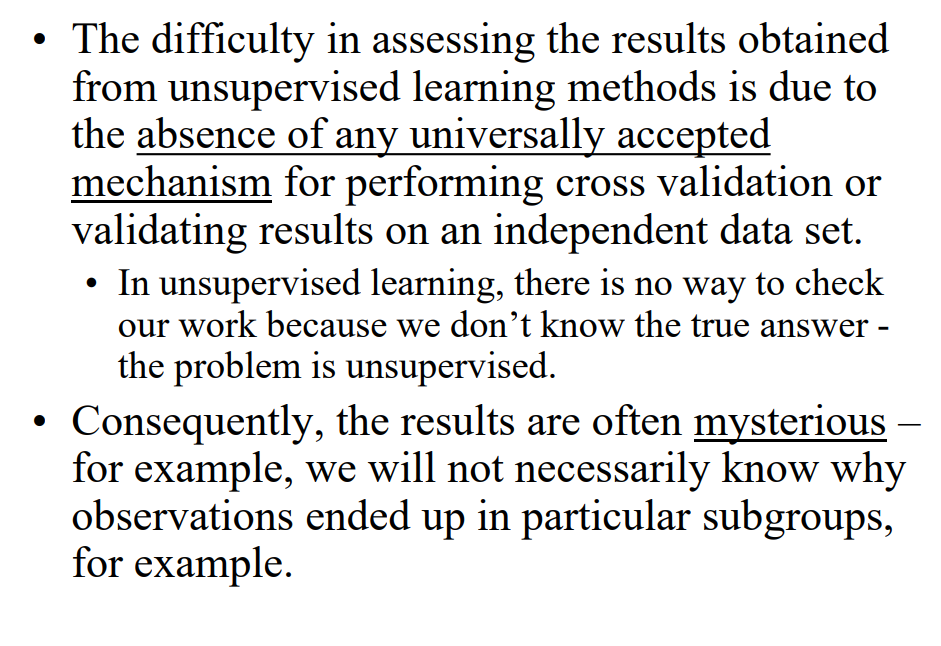 • The difficulty in assessing the results obtained
from unsupervised learning methods is due to
the absence of any universally accepted
mechanism for performing cross validation or
validating results on an independent data set.
• In unsupervised learning, there is no way to check
our work because we don’t know the true answer -
the problem is unsupervised.
• Consequently, the results are often mysterious –
for example, we will not necessarily know why
observations ended up in particular subgroups,
for example.